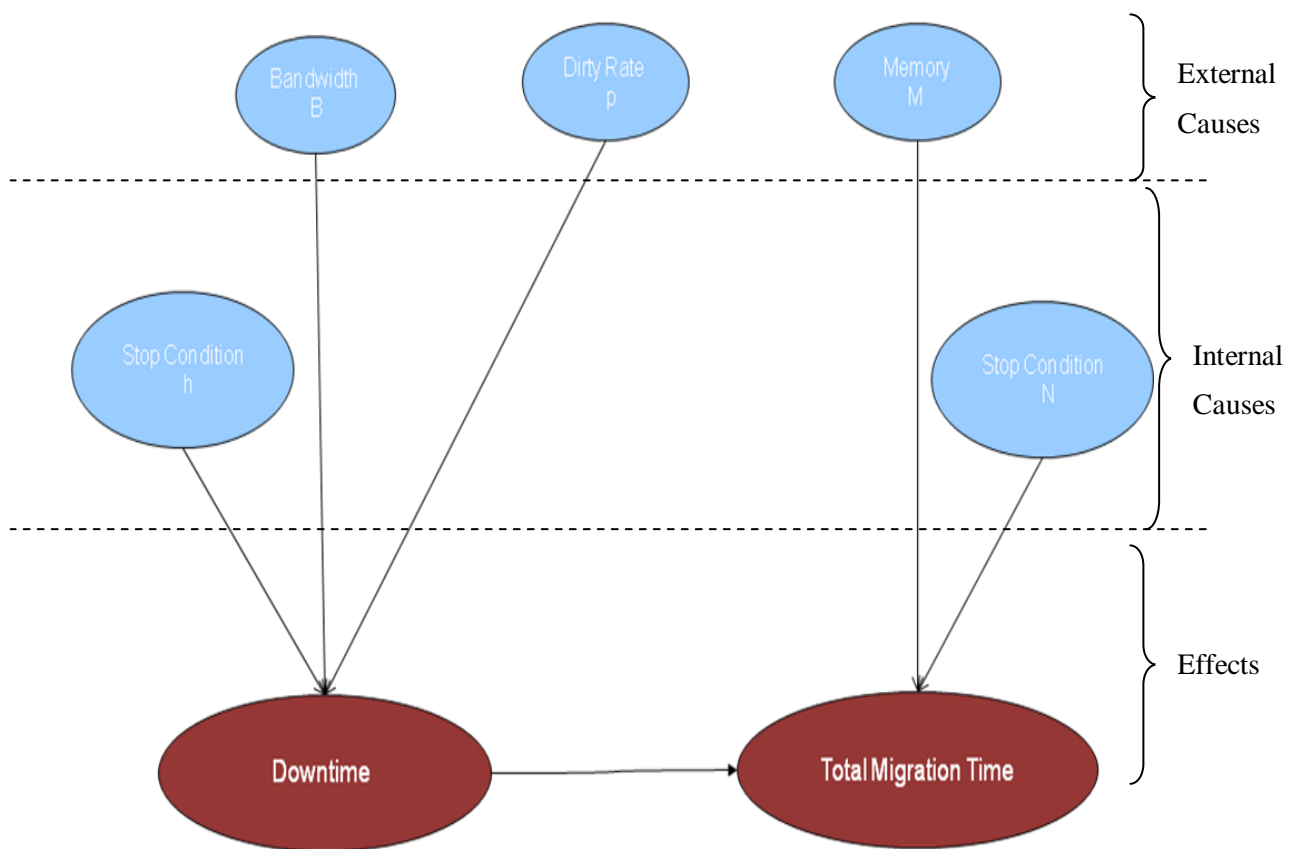 Bandwidth
B
Dirty Rate
p
Memory
M
External
Causes
Stop Condition
h
Stop Condition
N
Internal
Causes
Effects
Downtime
Total Migration Time